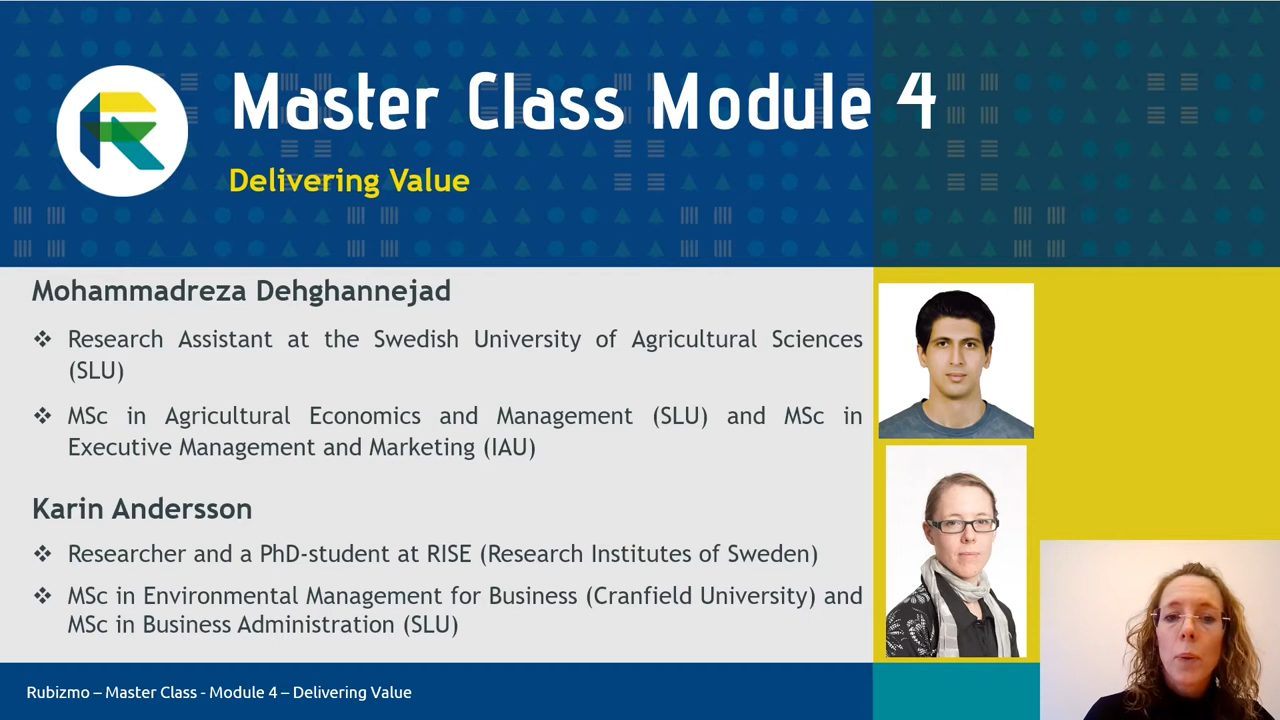 Master Class Module 4
Delivering Value
Mohammadreza Dehghannejad
❖ Research Assistant at the Swedish University of Agricultural Sciences
(SLU)
❖ MSc in Agricultural Economics and Management (SLU) and MSc in
Executive Management and Marketing (IAU)
Karin Andersson
❖ Researcher and a PhD-student at RISE (Research Institutes of Sweden)
❖ MSc in Environmental Management for Business (Cranfield University) and
MSc in Business Administration (SLU)
Rubizmo – Master Class - Module 4 – Delivering Value